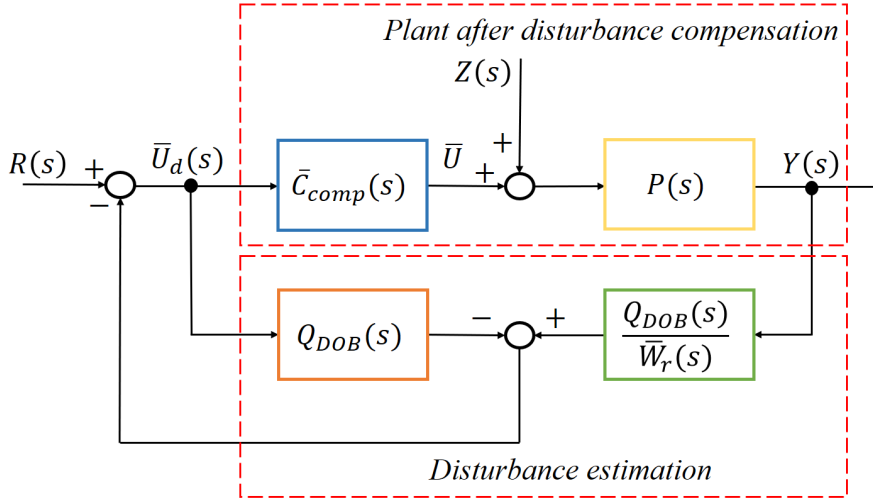 Plant after disturbance compensation
Z(s)
+
R(s) + Ū_d(s) C̄_comp(s) Ū + P(s) Y(s)
−
Q_DOB(s) − + Q_DOB(s)
W̄_r(s)
Disturbance estimation